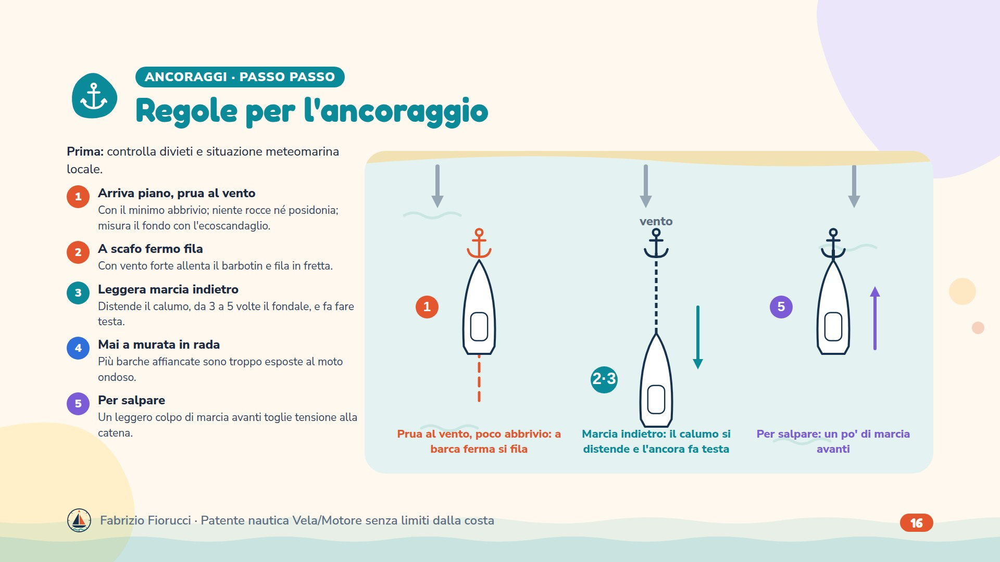 ANCORAGGI · PASSO PASSO
Regole per l'ancoraggio
Prima: controlla divieti e situazione meteomarina
locale.
1
Arriva piano, prua al vento
Con il minimo abbrivio; niente rocce né posidonia;
misura il fondo con l'ecoscandaglio.
2
A scafo fermo fila
Con vento forte allenta il barbotin e fila in fretta.
3
Leggera marcia indietro
Distende il calumo, da 3 a 5 volte il fondale, e fa fare
testa.
4
Mai a murata in rada
Più barche affiancate sono troppo esposte al moto
ondoso.
5
Per salpare
Un leggero colpo di marcia avanti toglie tensione alla
catena.
vento
1
2·3
5
Prua al vento, poco abbrivio: a
barca ferma si fila
Marcia indietro: il calumo si
distende e l'ancora fa testa
Per salpare: un po' di marcia
avanti
Fabrizio Fiorucci · Patente nautica Vela/Motore senza limiti dalla costa
16